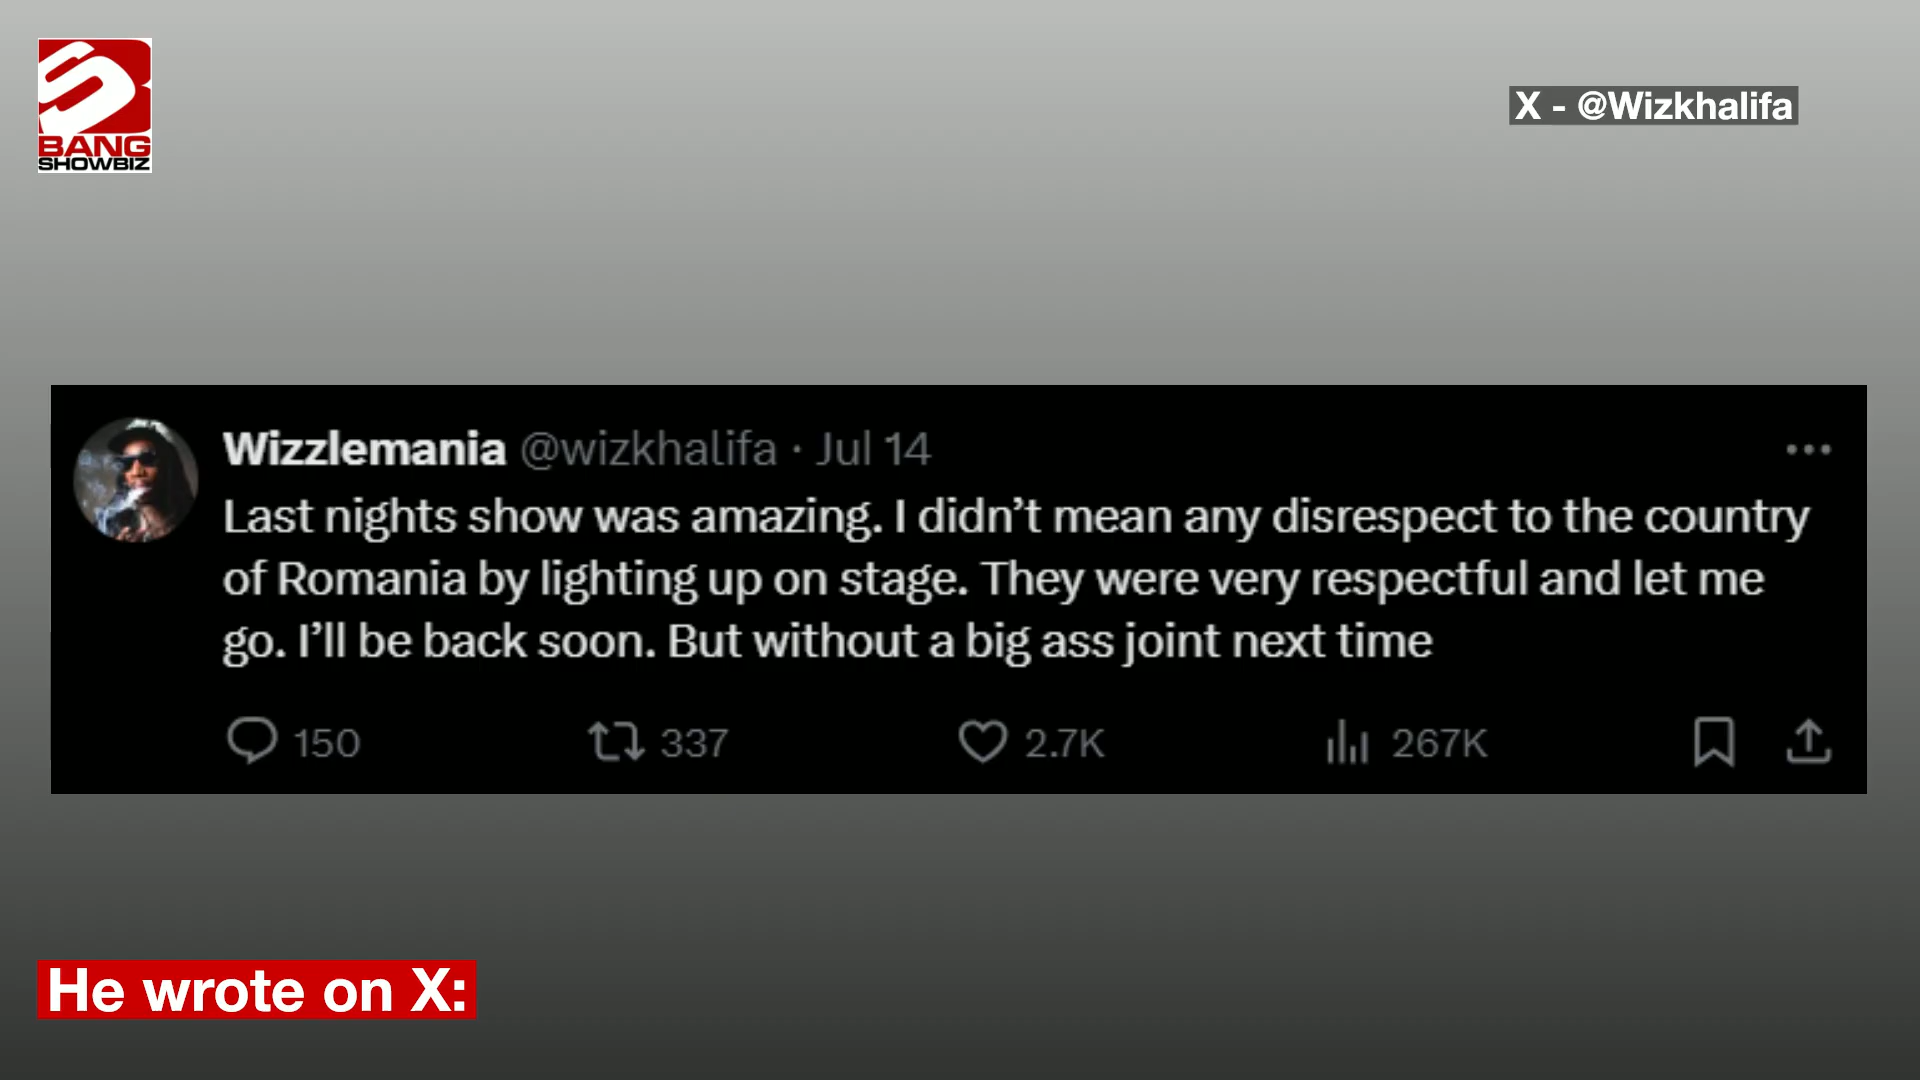 BANG
SHOWBIZ
X - @Wizkhalifa
Wizzlemania @wizkhalifa · Jul 14
Last nights show was amazing. I didn’t mean any disrespect to the country
of Romania by lighting up on stage. They were very respectful and let me
go. I’ll be back soon. But without a big ass joint next time
150 337 2.7K 267K
He wrote on X: